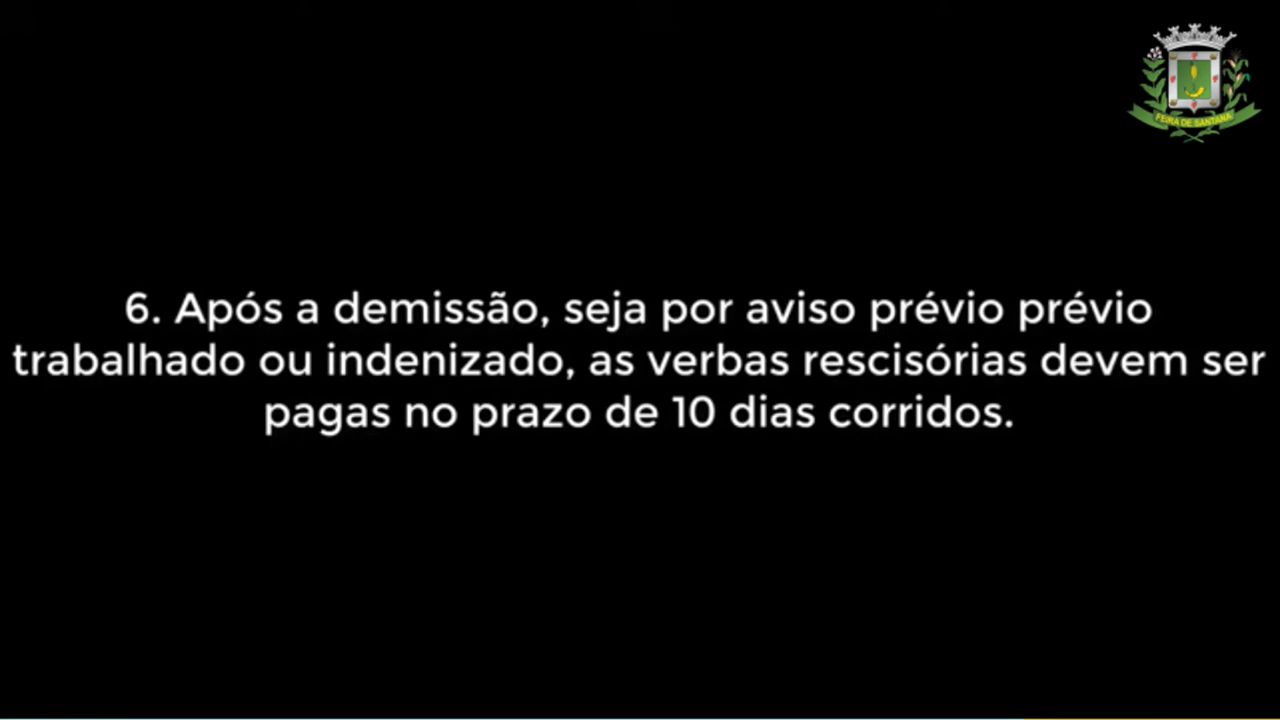 FEIRA DE SANTANA
6. Após a demissão, seja por aviso prévio prévio
trabalhado ou indenizado, as verbas rescisórias devem ser
pagas no prazo de 10 dias corridos.